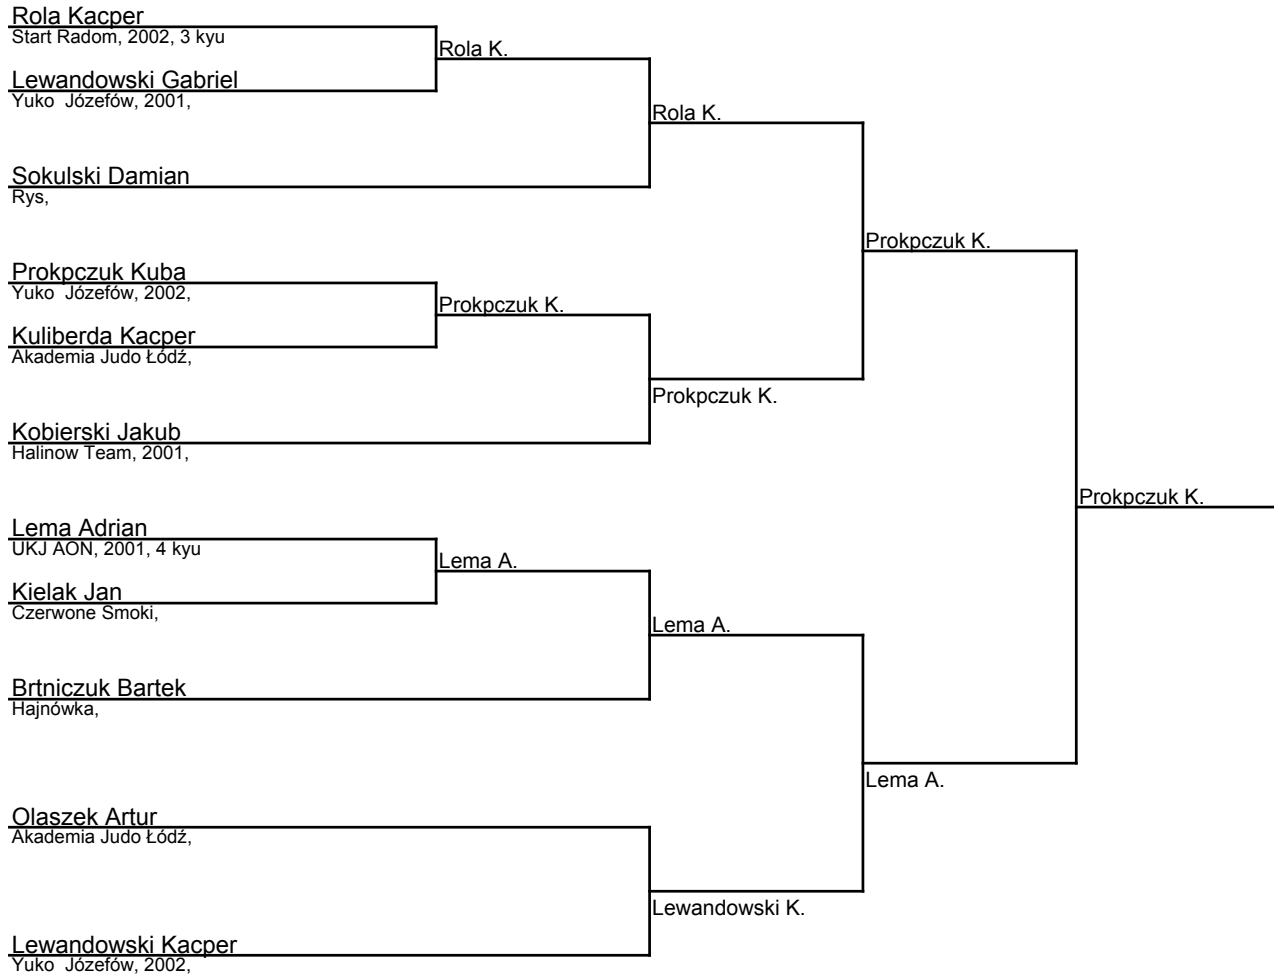 Rola Kacper
Start Radom, 2002, 3 kyu
Rola K.
Lewandowski Gabriel
Yuko  Józefów, 2001,
Rola K.
Sokulski Damian
Rys,
Prokpczuk K.
Prokpczuk Kuba
Yuko  Józefów, 2002,
Prokpczuk K.
Kuliberda Kacper
Akademia Judo Łódź,
Prokpczuk K.
Kobierski Jakub
Halinow Team, 2001,
Prokpczuk K.
Lema Adrian
UKJ AON, 2001, 4 kyu
Lema A.
Kielak Jan
Czerwone Smoki,
Lema A.
Brtniczuk Bartek
Hajnówka,
Lema A.
Olaszek Artur
Akademia Judo Łódź,
Lewandowski K.
Lewandowski Kacper
Yuko  Józefów, 2002,